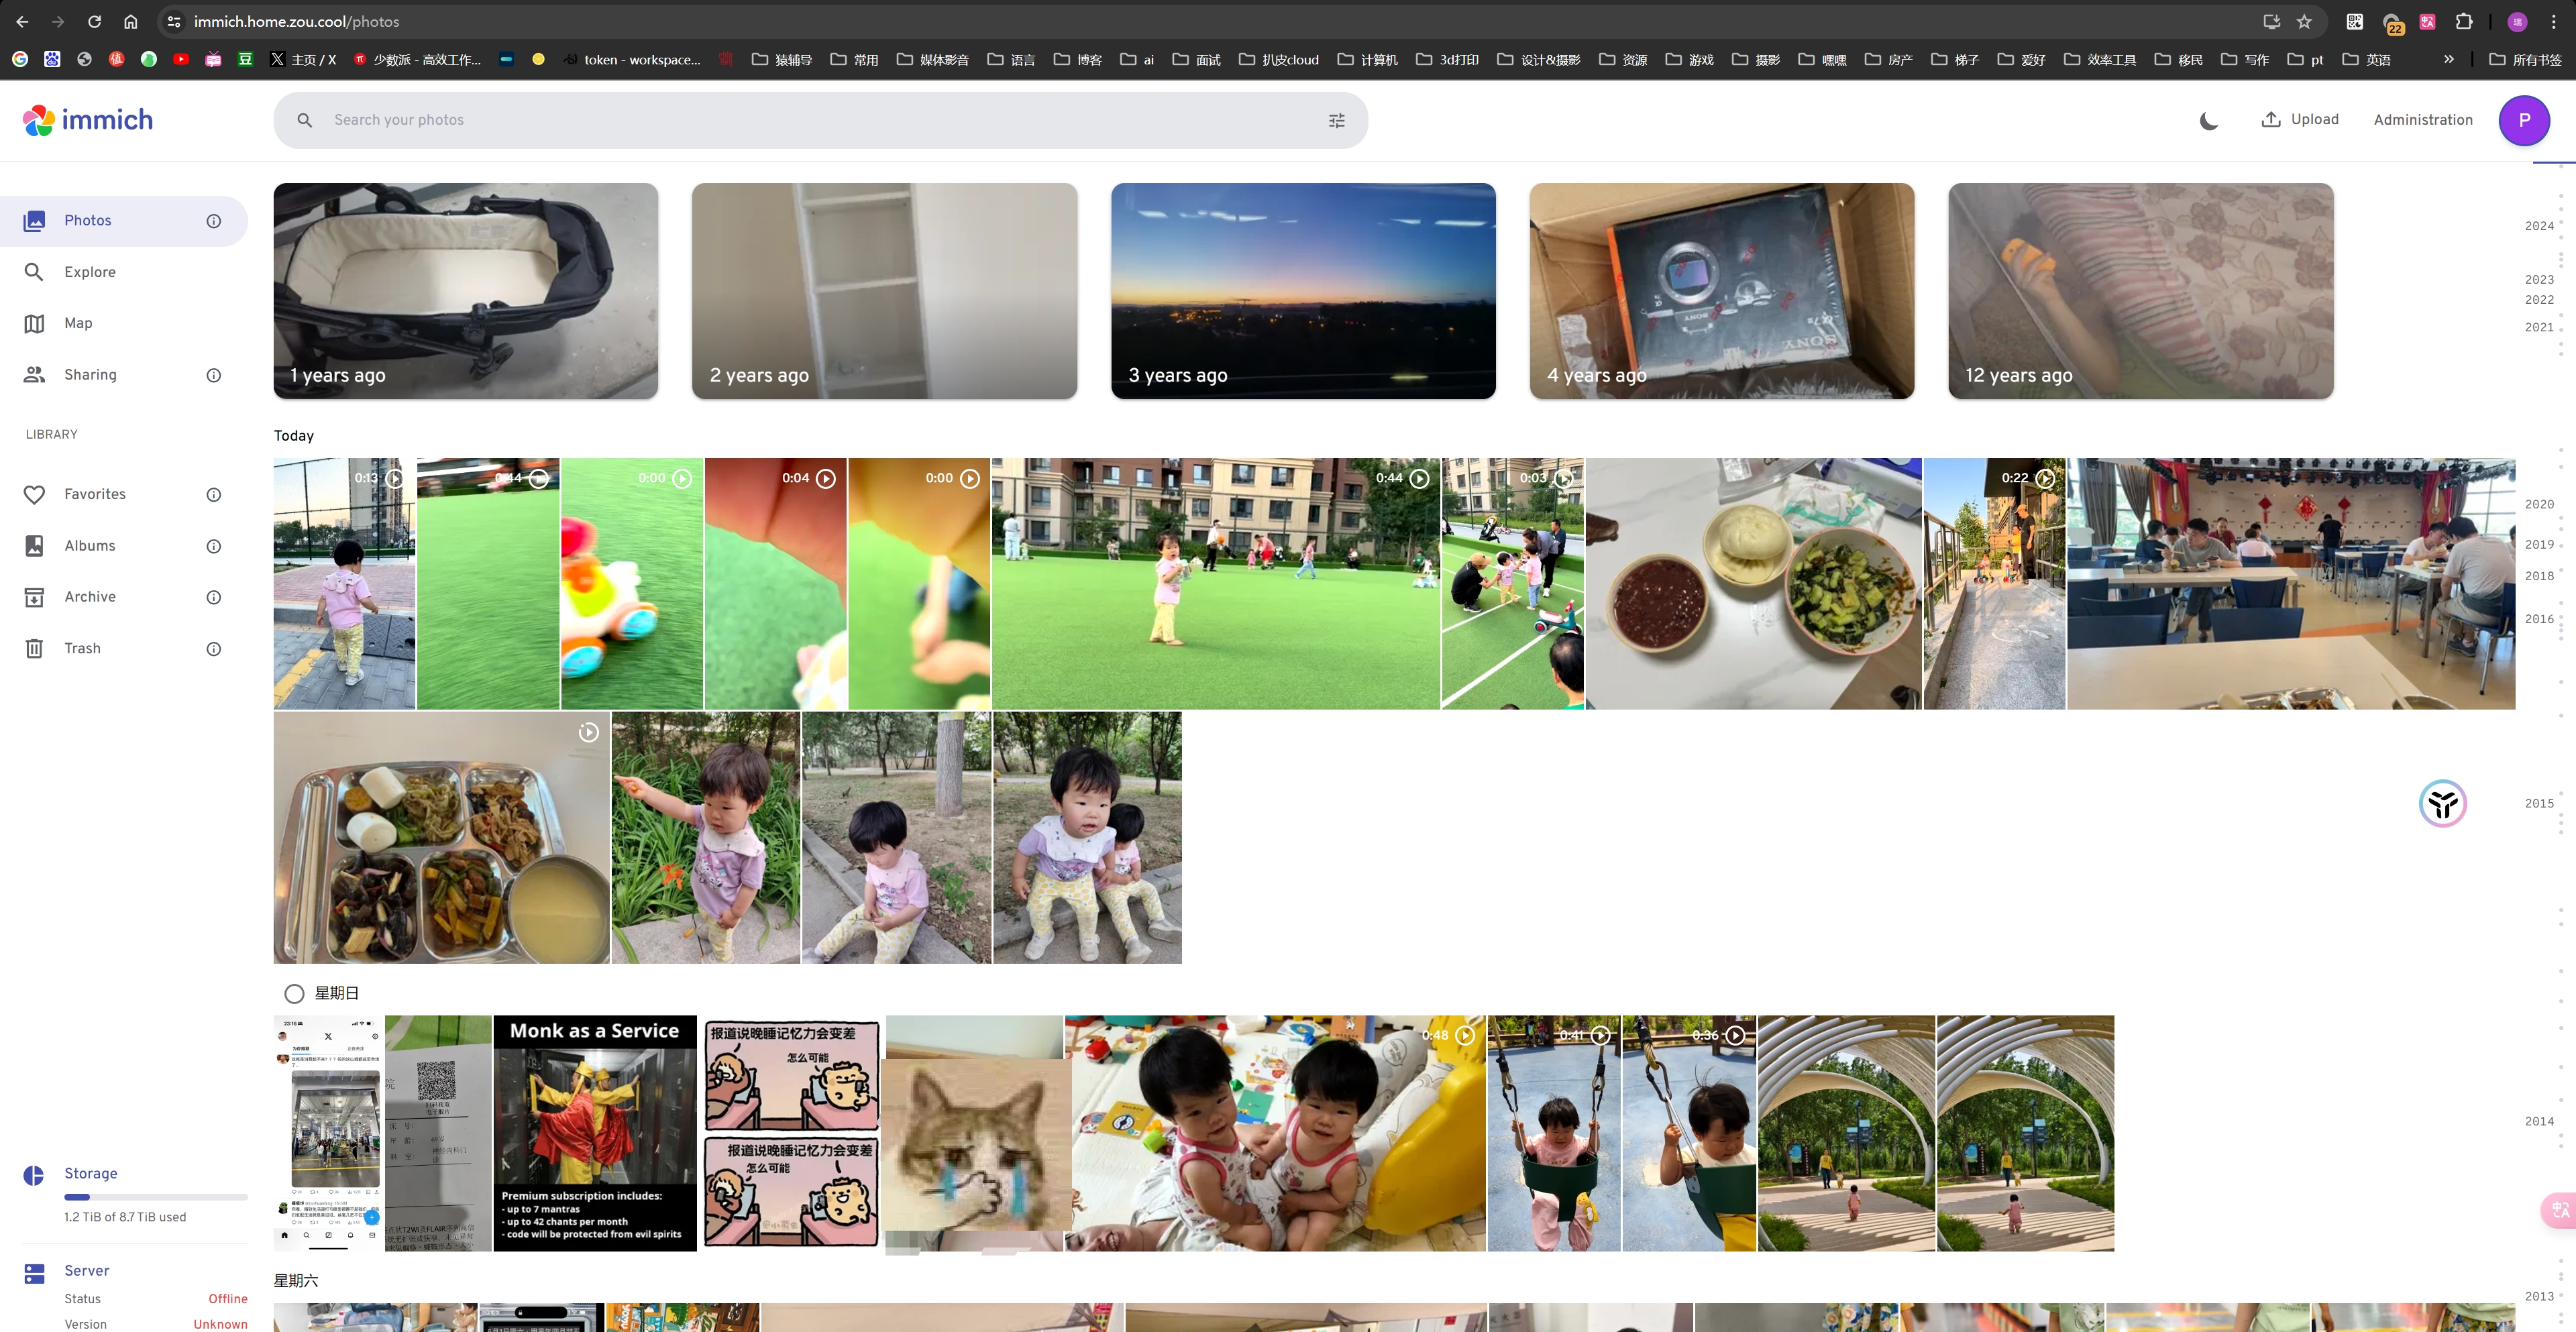 immich.home.zou.cool/photos
22
瑞
主页 / X
少数派 - 高效工作...
token - workspace...
猿辅导
常用
媒体影音
语言
博客
ai
面试
扒皮cloud
计算机
3d打印
设计&摄影
资源
游戏
摄影
嘿嘿
房产
梯子
爱好
效率工具
移民
写作
pt
英语
所有书签
immich
Search your photos
Upload
Administration
P
Photos
Explore
Map
Sharing
LIBRARY
Favorites
Albums
Archive
Trash
Storage
1.2 TiB of 8.7 TiB used
Server
Status Offline
Version Unknown
1 years ago
2 years ago
3 years ago
4 years ago
SONY
12 years ago
Today
0:13
0:44
0:00
0:04
0:00
0:44
0:03
0:22
星期日
Monk as a Service
Premium subscription includes:
- up to 7 mantras
- up to 42 chants per month
- code will be protected from evil spirits
报道说晚睡记忆力会变差
怎么可能
报道说晚睡记忆力会变差
怎么可能
0:48
0:41
0:36
星期六
2024
2023
2022
2021
2020
2019
2018
2016
2015
2014
2013